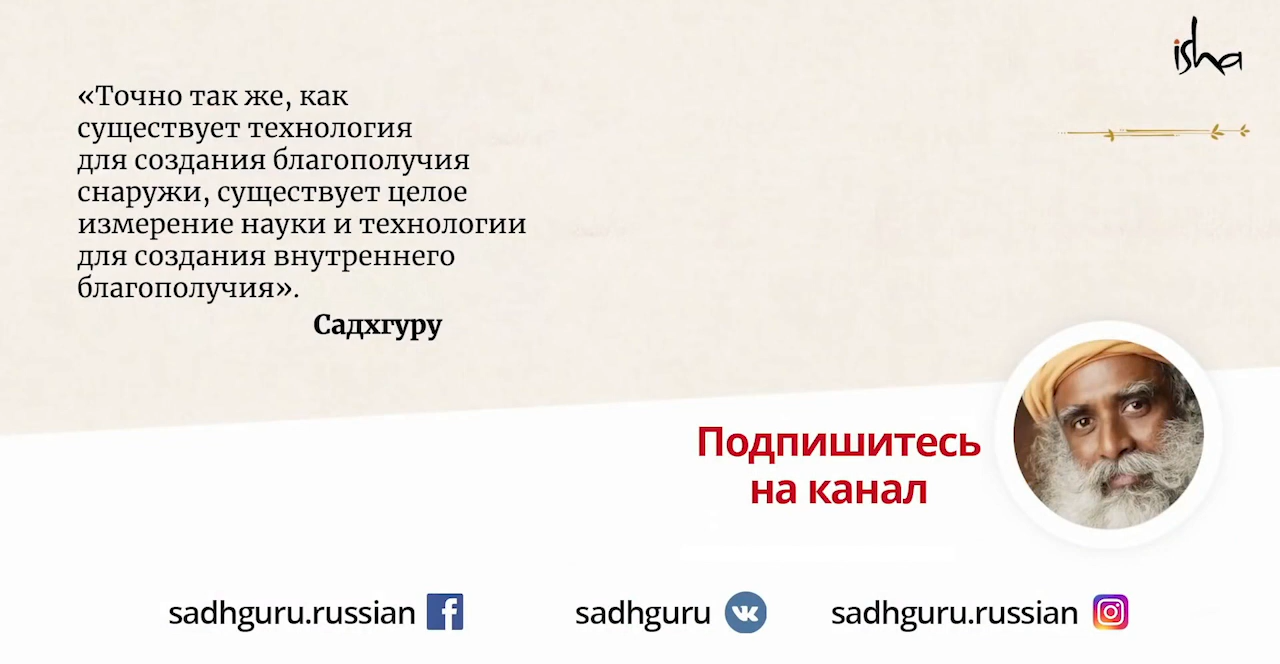 isha
«Точно так же, как
существует технология
для создания благополучия
снаружи, существует целое
измерение науки и технологии
для создания внутреннего
благополучия».
Садхгуру
Подпишитесь
на канал
sadhguru.russian
sadhguru
sadhguru.russian